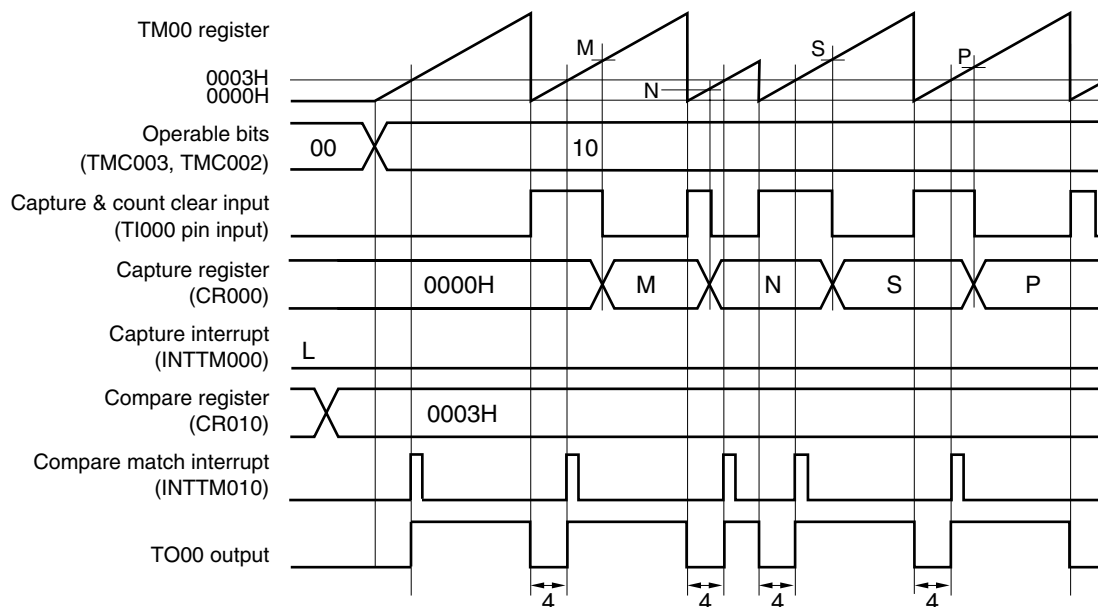 TM00 register
M
S
P
0003H
N
0000H
Operable bits
(TMC003, TMC002)
00
10
Capture & count clear input
(TI000 pin input)
Capture register
(CR000)
0000H
M
N
S
P
Capture interrupt
(INTTM000)
L
Compare register
(CR010)
0003H
Compare match interrupt
(INTTM010)
TO00 output
4
4
4
4